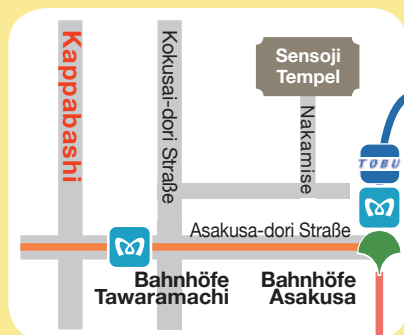 Kappabashi
Kokusai-dori Straße
Sensoji
Tempel
Nakamise
TOBU
Asakusa-dori Straße
Bahnhöfe
Tawaramachi
Bahnhöfe
Asakusa